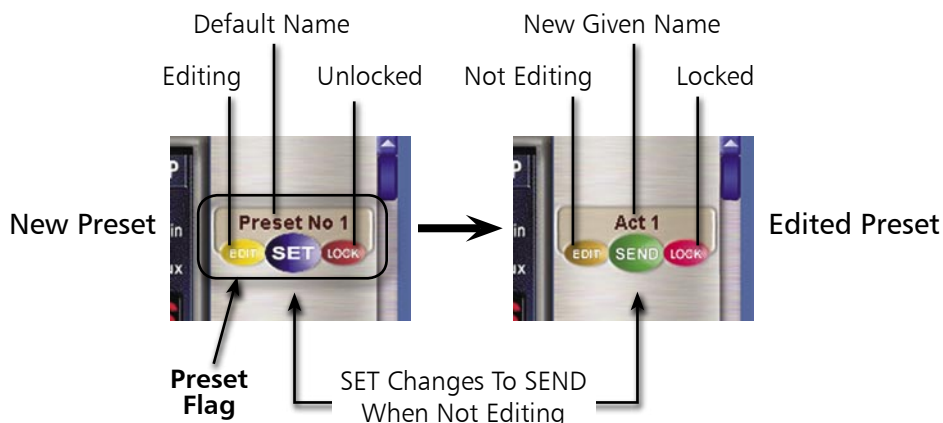 Default Name
New Given Name
Editing
Unlocked
Not Editing
Locked
New Preset
Preset No 1
EDIT
SET
LOCK
in
ux
Act 1
EDIT
SEND
LOCK
in
ux
Edited Preset
Preset
Flag
SET Changes To SEND
When Not Editing